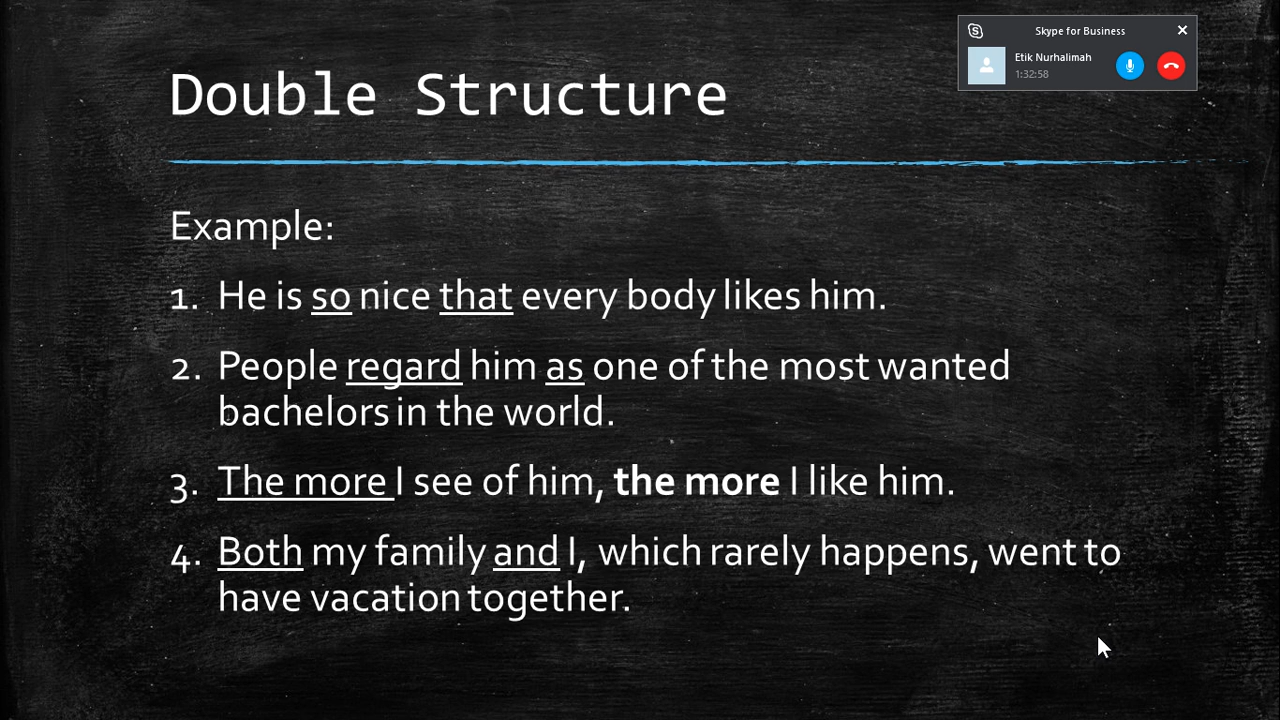 Skype for Business
Etik Nurhalimah
1:32:58
Double Structure
Example:
1. He is so nice that every body likes him.
2. People regard him as one of the most wanted
bachelors in the world.
3. The more I see of him, the more I like him.
4. Both my family and I, which rarely happens, went to
have vacation together.